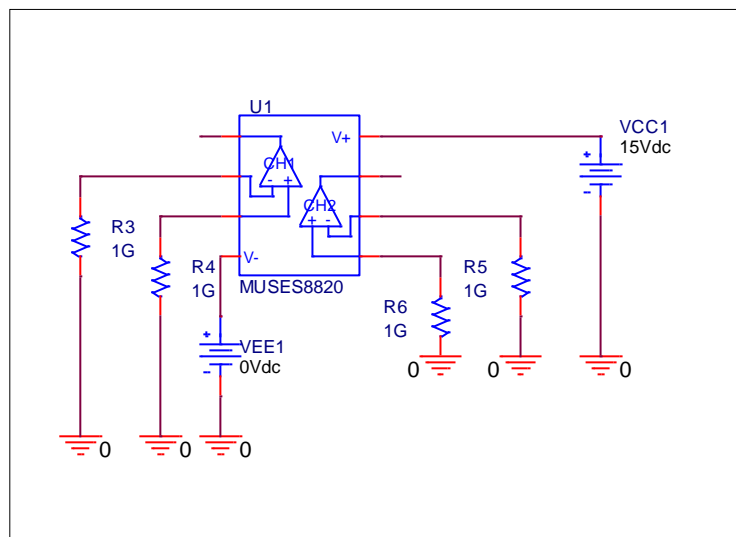 U1
V+
CH1
- +
CH2
+ -
V-
MUSES8820
VCC1
15Vdc
+
-
R3
1G
R4
1G
R5
1G
R6
1G
VEE1
0Vdc
+
-
0
0
0
0
0
0